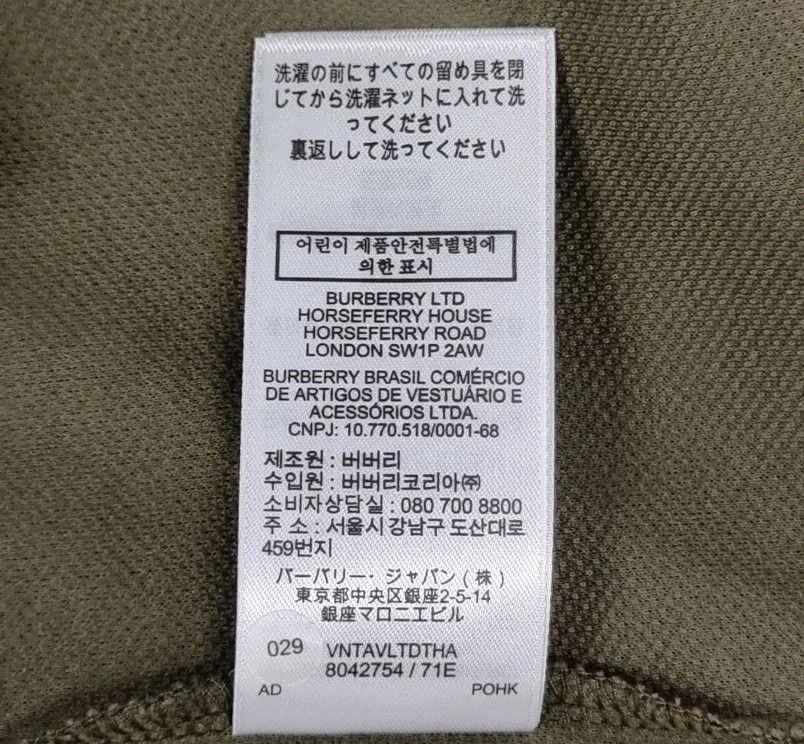 洗濯の前にすべての留め具を閉
じてから洗濯ネットに入れて洗
ってください
裏返しして洗ってください
어린이 제품안전특별법에
의한 표시
BURBERRY LTD
HORSEFERRY HOUSE
HORSEFERRY ROAD
LONDON SW1P 2AW
BURBERRY BRASIL COMÉRCIO
DE ARTIGOS DE VESTUÁRIO E
ACESSÓRIOS LTDA.
CNPJ: 10.770.518/0001-68
제조원 : 버버리
수입원 : 버버리코리아㈜
소비자상담실 : 080 700 8800
주 소 : 서울시 강남구 도산대로
459번지
バーバリー・ジャパン (株)
東京都中央区銀座2-5-14
銀座マロニエビル
029 VNTAVLTDTHA
8042754 / 71E
AD POHK